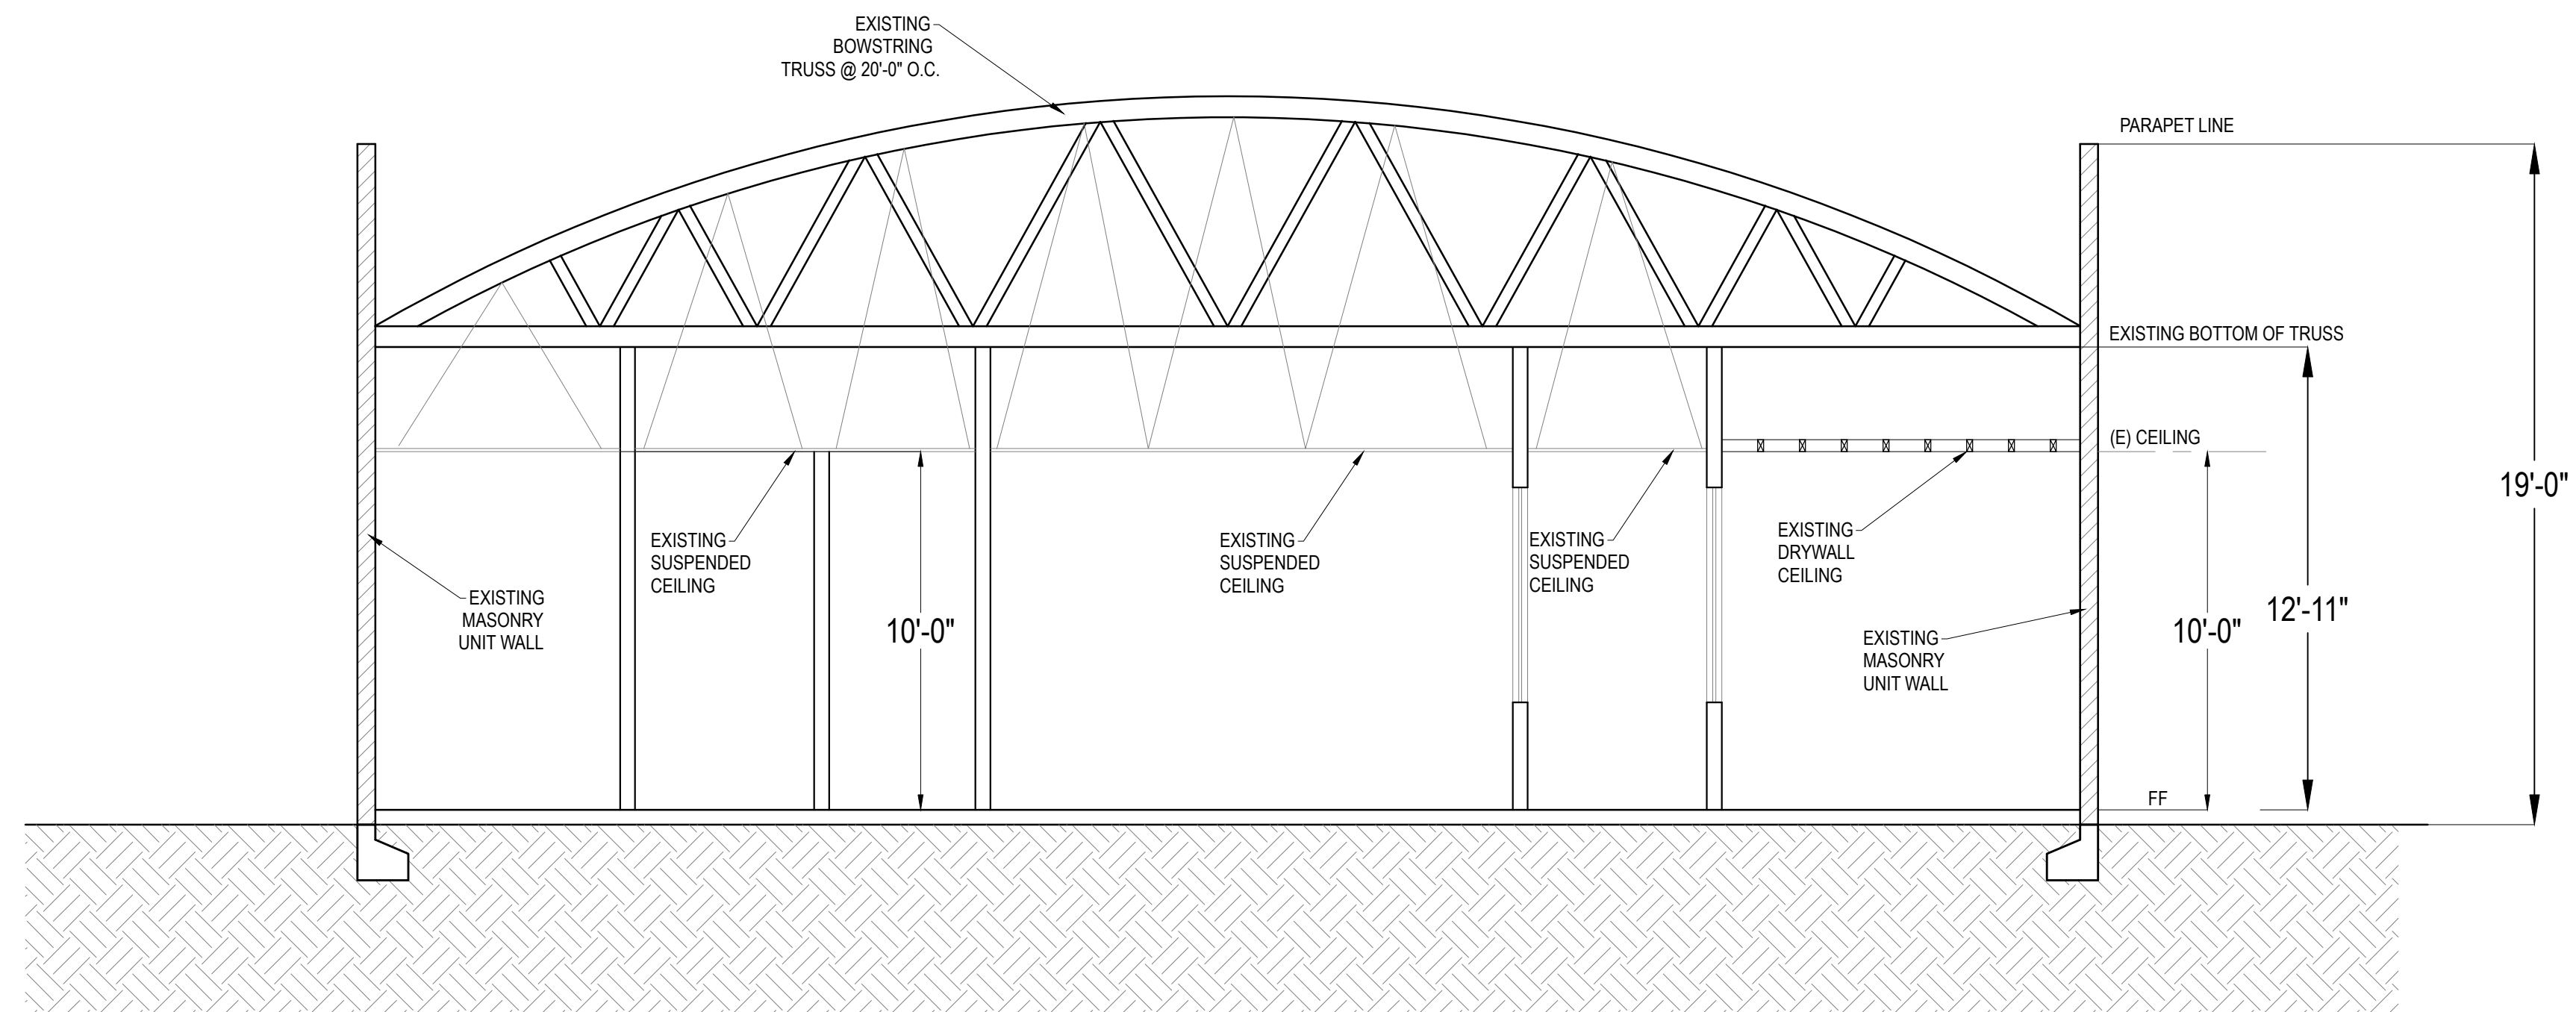 EXISTING
BOWSTRING
TRUSS @ 20'-0" O.C.
PARAPET LINE
EXISTING BOTTOM OF TRUSS
(E) CEILING
19'-0"
EXISTING
SUSPENDED
CEILING
EXISTING
SUSPENDED
CEILING
EXISTING
SUSPENDED
CEILING
EXISTING
DRYWALL
CEILING
EXISTING
MASONRY
UNIT WALL
10'-0"
EXISTING
MASONRY
UNIT WALL
10'-0"
12'-11"
FF